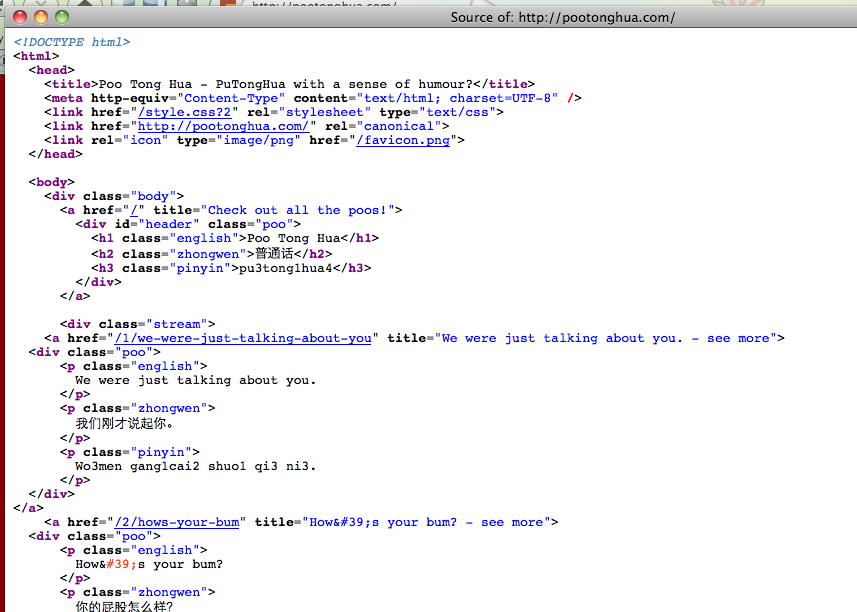 http://pootonghua.com/
Source of: http://pootonghua.com/
<!DOCTYPE html>
<html>
<head>
<title>Poo Tong Hua - PuTongHua with a sense of humour?</title>
<meta http-equiv="Content-Type" content="text/html; charset=UTF-8" />
<link href="/style.css?2" rel="stylesheet" type="text/css">
<link href="http://pootonghua.com/" rel="canonical">
<link rel="icon" type="image/png" href="/favicon.png">
</head>
<body>
<div class="body">
<a href="/" title="Check out all the poos!">
<div id="header" class="poo">
<h1 class="english">Poo Tong Hua</h1>
<h2 class="zhongwen">普通话</h2>
<h3 class="pinyin">pu3tong1hua4</h3>
</div>
</a>
<div class="stream">
<a href="/1/we-were-just-talking-about-you" title="We were just talking about you. - see more">
<div class="poo">
<p class="english">
We were just talking about you.
</p>
<p class="zhongwen">
我们刚才说起你。
</p>
<p class="pinyin">
Wo3men gang1cai2 shuo1 qi3 ni3.
</p>
</div>
</a>
<a href="/2/hows-your-bum" title="How&#39;s your bum? - see more">
<div class="poo">
<p class="english">
How&#39;s your bum?
</p>
<p class="zhongwen">
你的屁股怎么样?